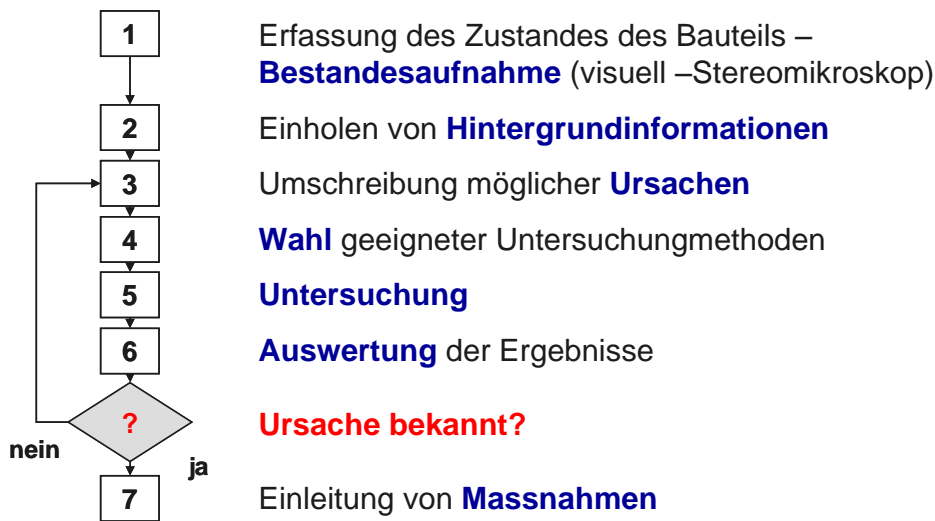 1 Erfassung des Zustandes des Bauteils –
Bestandesaufnahme (visuell –Stereomikroskop)
2 Einholen von Hintergrundinformationen
3 Umschreibung möglicher Ursachen
4 Wahl geeigneter Untersuchungmethoden
5 Untersuchung
6 Auswertung der Ergebnisse
? Ursache bekannt?
nein
ja
7 Einleitung von Massnahmen